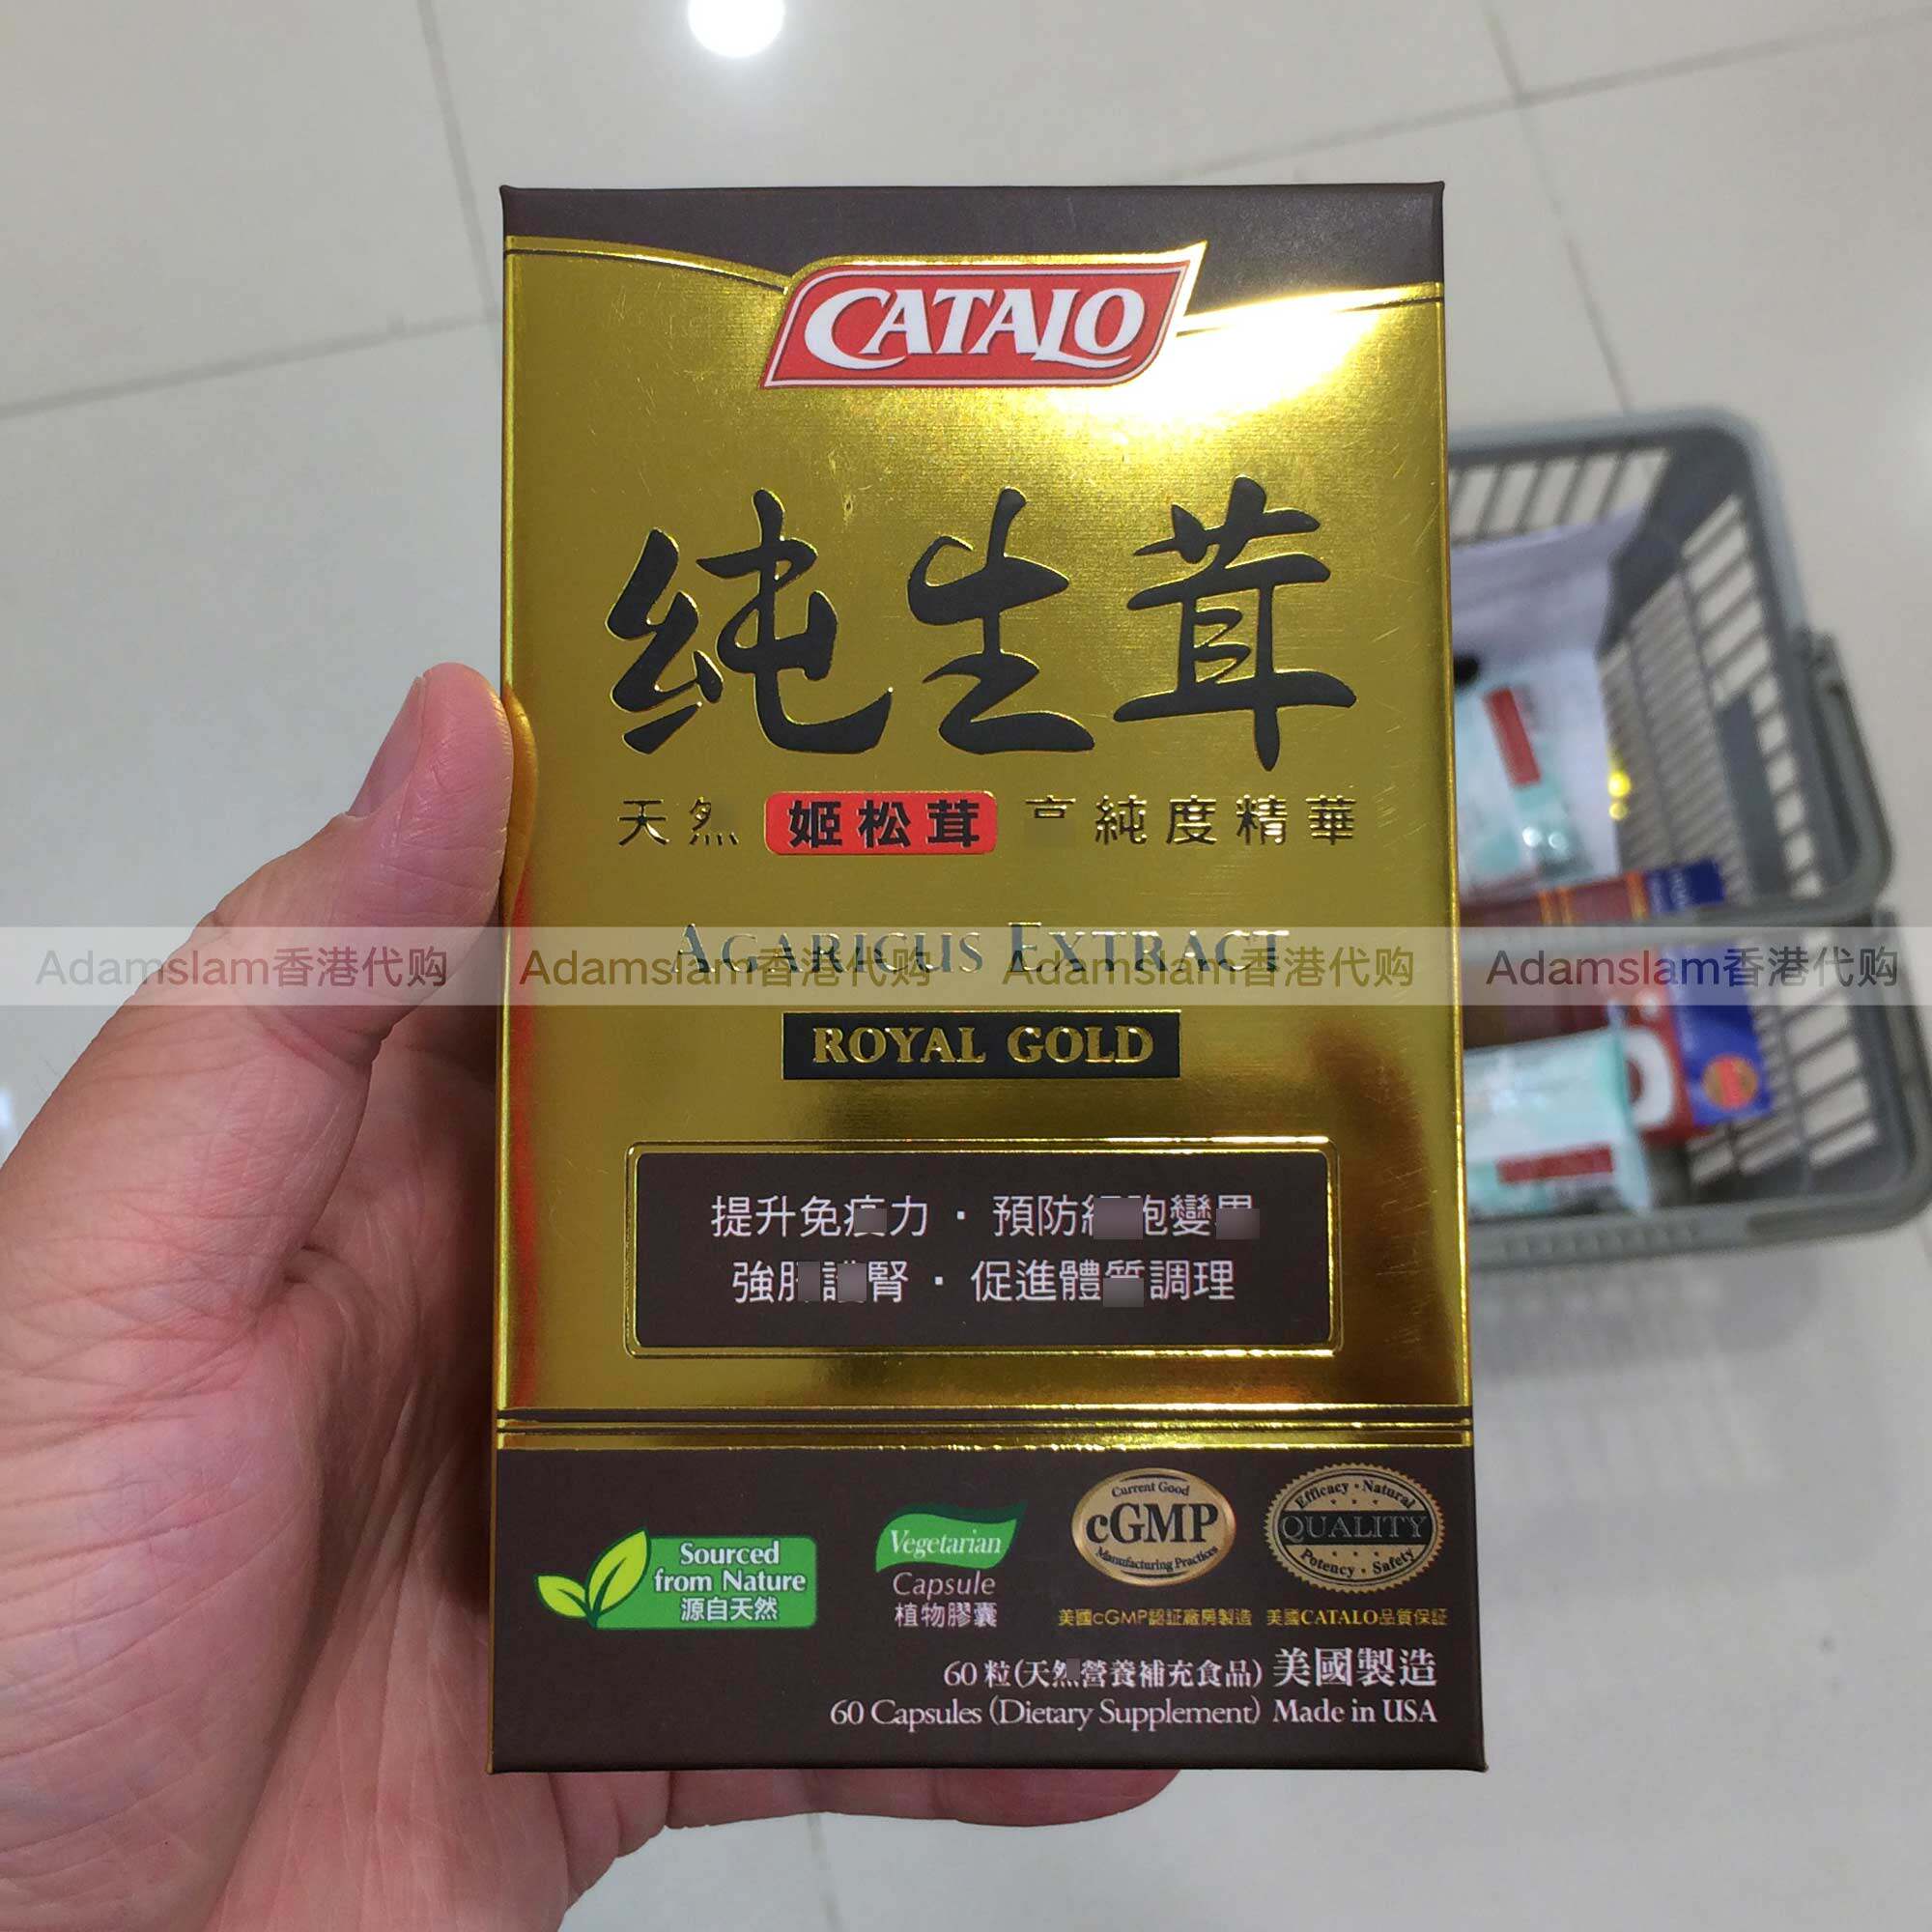 CATALO
纯生茸
天然 姬松茸 純度精華
AGARICUS EXTRACT
Adamslam香港代购 Adamslam香港代购 Adamslam香港代购 Adamslam香港代购
ROYAL GOLD
提升免力・預防變
強腎・促進體調理
Sourced
from Nature
源自天然
Vegetarian
Capsule
植物膠囊
Current Good
cGMP
Manufacturing Practices
美國cGMP認証廠房製造
Efficacy・Natural
QUALITY
Potency・Safety
美國CATALO品質保証
60粒(天然營養補充食品) 美國製造
60 Capsules (Dietary Supplement) Made in USA